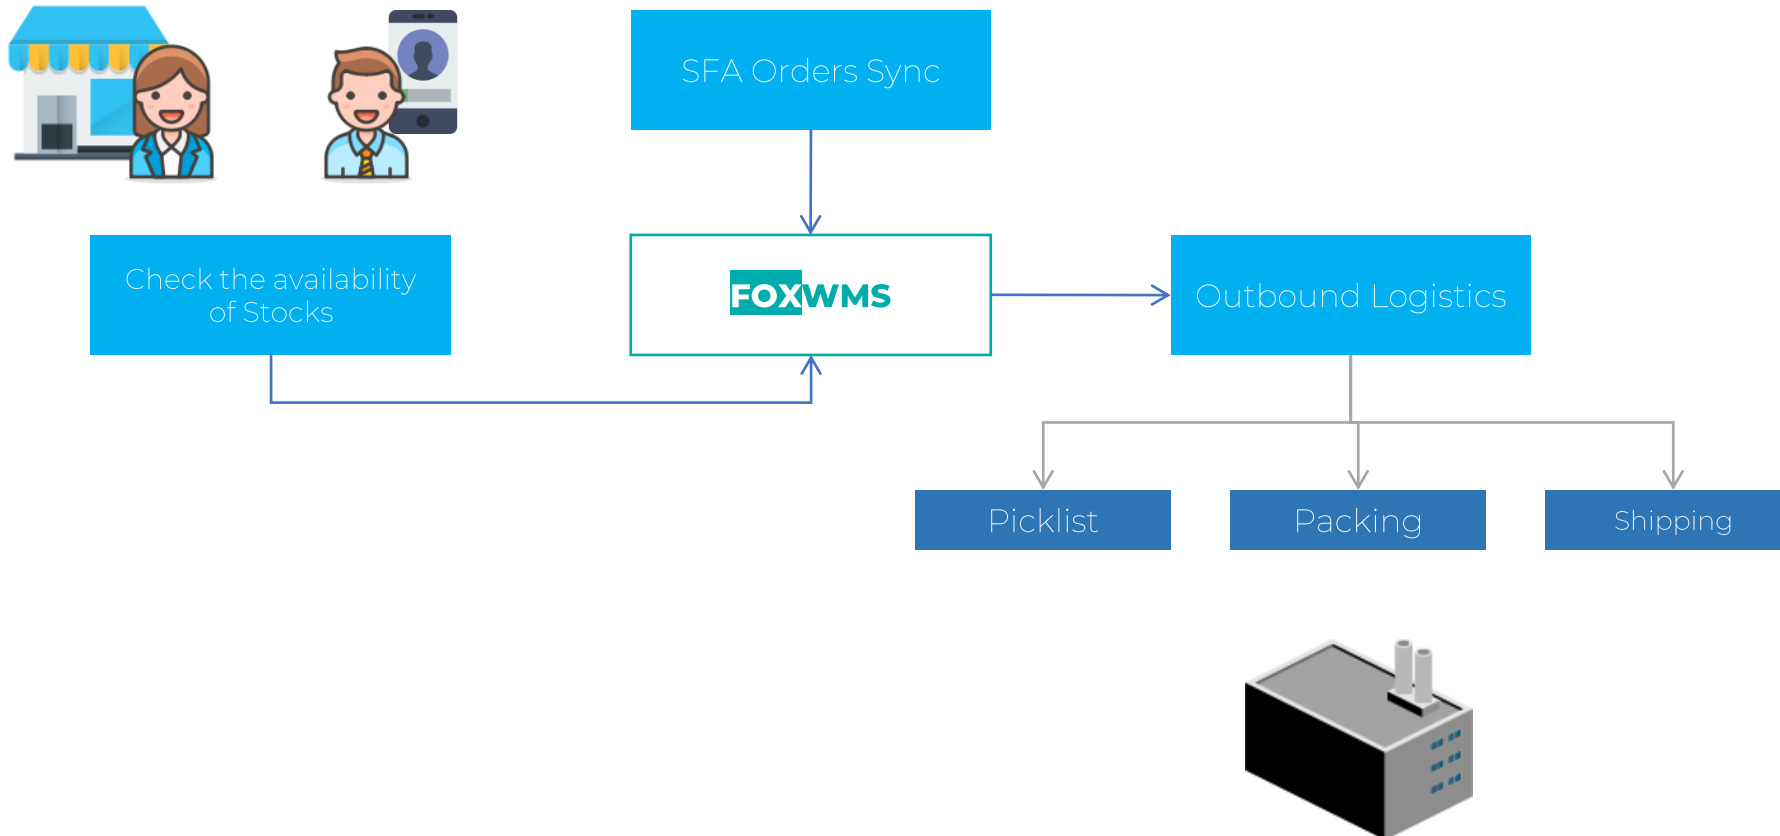 SFA Orders Sync
Check the availability
of Stocks
FOXWMS
Outbound Logistics
Picklist
Packing
Shipping